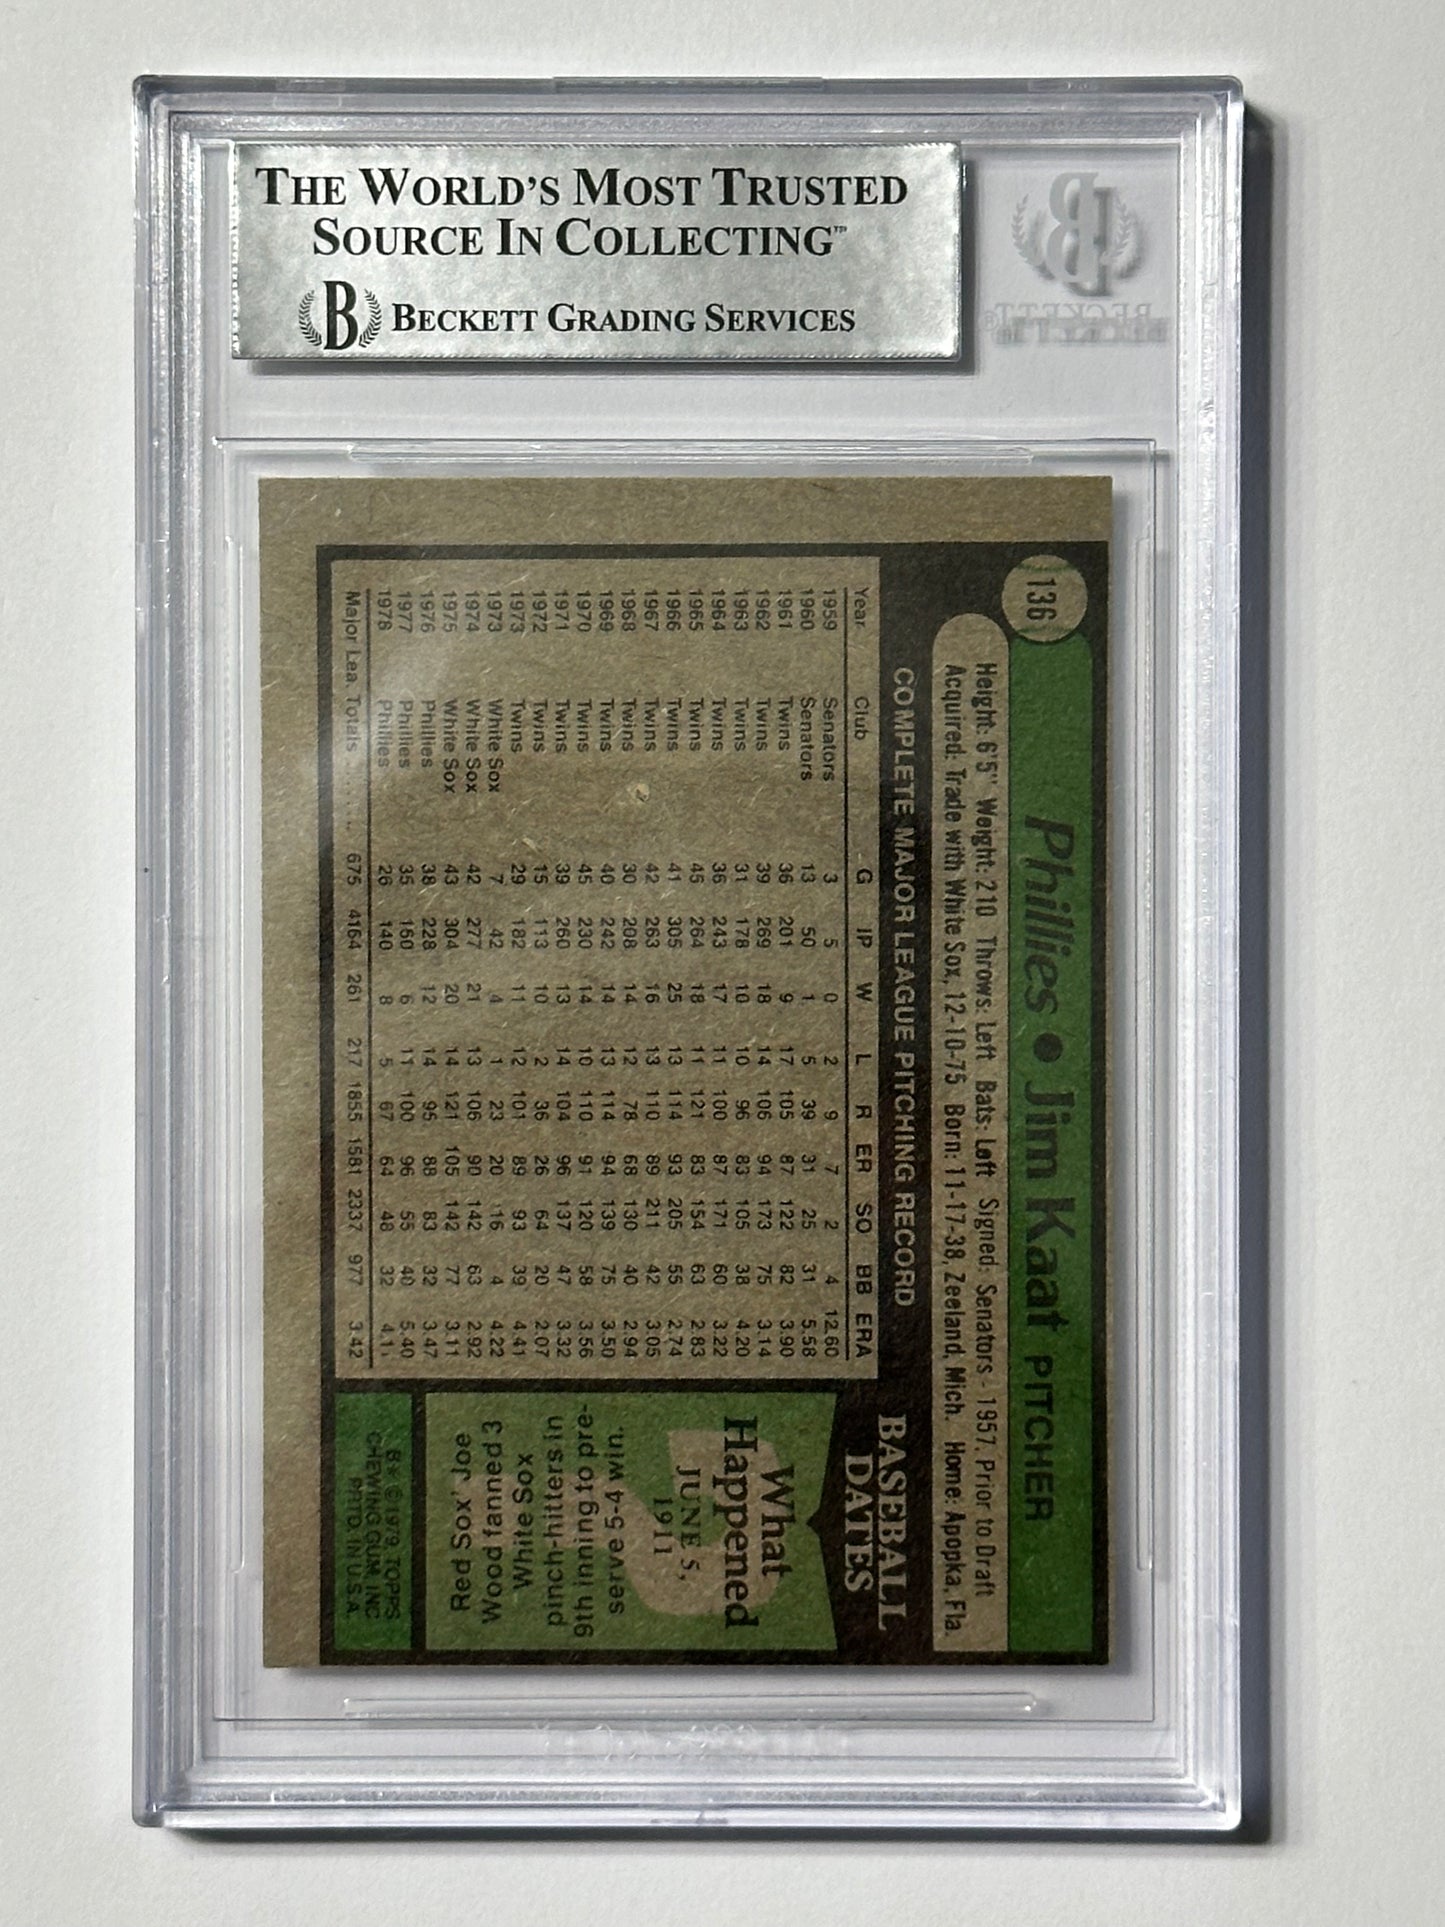 THE WORLD'S MOST TRUSTED
SOURCE IN COLLECTING™
B BECKETT GRADING SERVICES
BECKETT
136
Phillies • Jim Kaat PITCHER
Height: 6'5" Weight: 210 Throws: Left Bats: Left Signed: Senators - 1957, Prior to Draft
Acquired: Trade with White Sox, 12-10-75 Born: 11-17-38, Zeeland, Mich. Home: Apopka, Fla.
COMPLETE MAJOR LEAGUE PITCHING RECORD
Year Club G IP W L R ER SO BB ERA
1959 Senators 3 5 0 2 9 7 2 4 12.60
1960 Senators 13 50 1 5 39 31 25 31 5.58
1961 Twins 36 201 9 17 105 87 122 82 3.90
1962 Twins 39 269 18 14 106 94 173 75 3.14
1963 Twins 31 178 10 10 96 83 105 38 4.20
1964 Twins 36 243 17 11 100 87 171 60 3.22
1965 Twins 45 264 18 11 121 83 154 63 2.83
1966 Twins 41 305 25 13 114 93 205 55 2.74
1967 Twins 42 263 16 13 110 89 211 42 3.05
1968 Twins 30 208 14 12 78 68 130 40 2.94
1969 Twins 40 242 14 13 114 94 139 75 3.50
1970 Twins 45 230 14 10 110 91 120 58 3.56
1971 Twins 39 260 13 14 104 96 137 47 3.32
1972 Twins 15 113 10 2 36 26 64 20 2.07
1973 Twins 29 182 11 12 101 89 93 39 4.41
1973 White Sox 7 42 4 1 23 20 16 4 4.22
1974 White Sox 42 277 21 13 106 90 142 63 2.92
1975 White Sox 43 304 20 14 121 105 142 77 3.11
1976 Phillies 38 228 12 14 95 88 83 32 3.47
1977 Phillies 35 160 6 11 100 96 55 40 5.40
1978 Phillies 26 140 8 5 67 64 48 32 4.11
Major Lea. Totals ...... 675 4164 261 217 1855 1581 2337 977 3.42
BASEBALL
DATES
What
Happened
JUNE 5,
1911
Red Sox' Joe
Wood fanned 3
White Sox
pinch-hitters in
9th inning to pre-
serve 5-4 win.
B* © 1979 TOPPS
CHEWING GUM, INC.
PRTD. IN U.S.A.